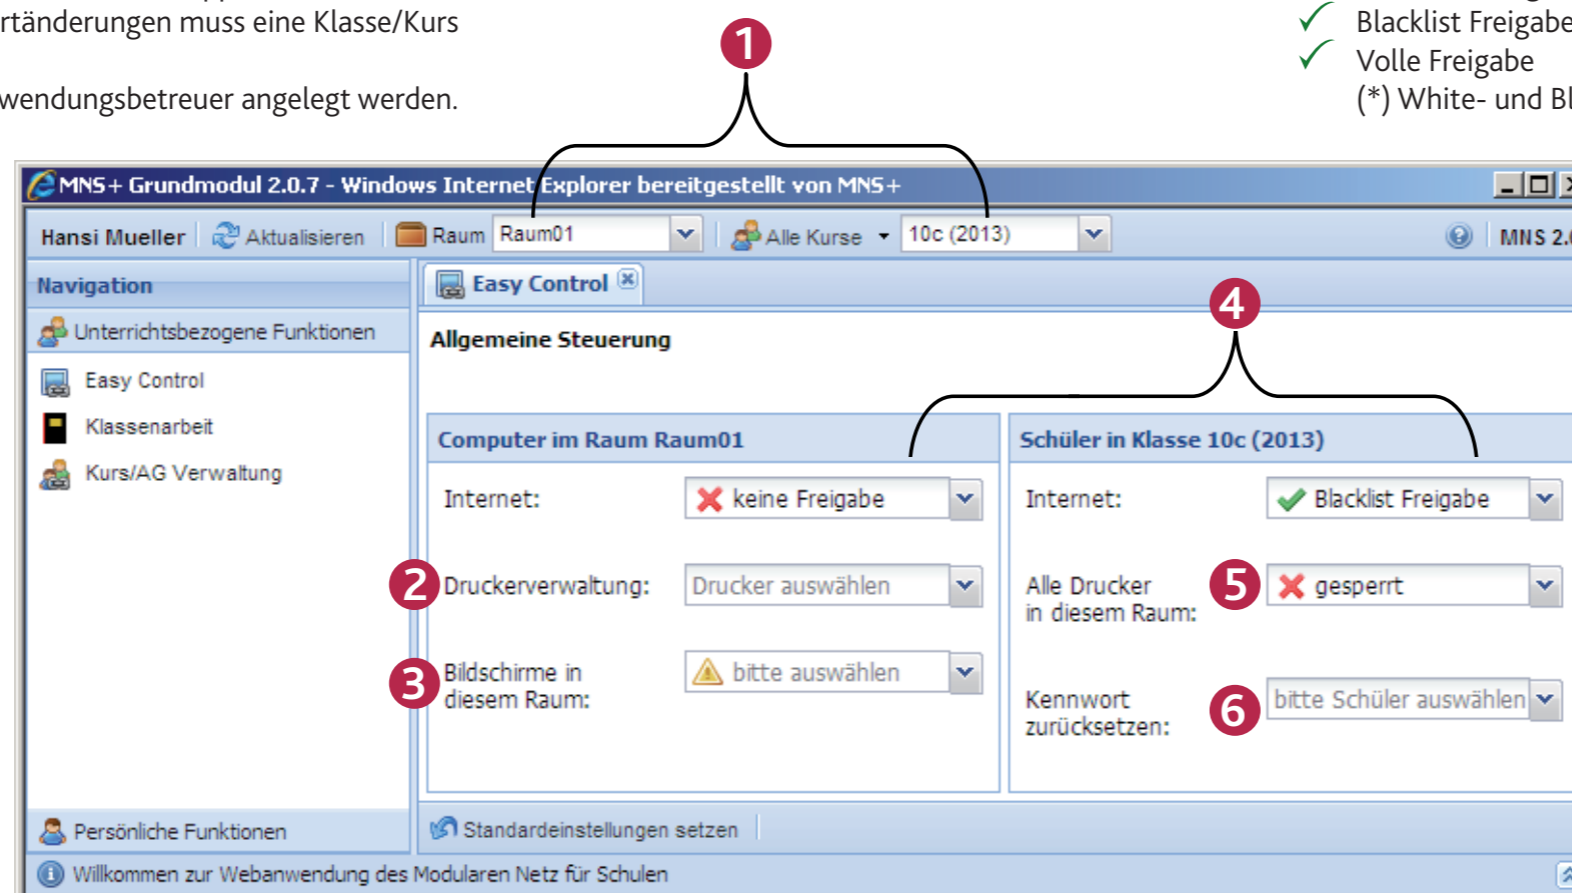 ertänderungen muss eine Klasse/Kurs
wendungsbetreuer angelegt werden.
Blacklist Freigabe
Volle Freigabe
(*) White- und Bl
1
MNS+ Grundmodul 2.0.7 - Windows Internet Explorer bereitgestellt von MNS+
Hansi Mueller Aktualisieren Raum Raum01 Alle Kurse 10c (2013) MNS 2.0
Navigation
Unterrichtsbezogene Funktionen
Easy Control
Klassenarbeit
Kurs/AG Verwaltung
Persönliche Funktionen
Easy Control
4
Allgemeine Steuerung
Computer im Raum Raum01
Internet: keine Freigabe
2 Druckerverwaltung: Drucker auswählen
3 Bildschirme in
diesem Raum: bitte auswählen
Schüler in Klasse 10c (2013)
Internet: Blacklist Freigabe
Alle Drucker
in diesem Raum: 5 gesperrt
Kennwort
zurücksetzen: 6 bitte Schüler auswählen
Standardeinstellungen setzen
Willkommen zur Webanwendung des Modularen Netz für Schulen